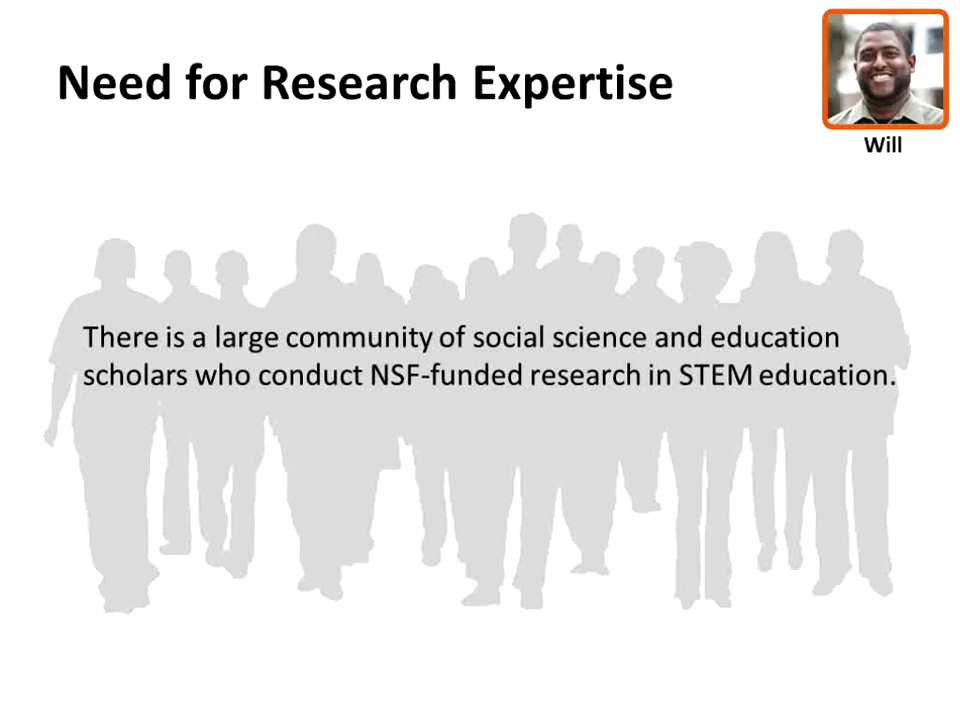 Need for Research Expertise
Will
There is a large community of social science and education
scholars who conduct NSF-funded research in STEM education.